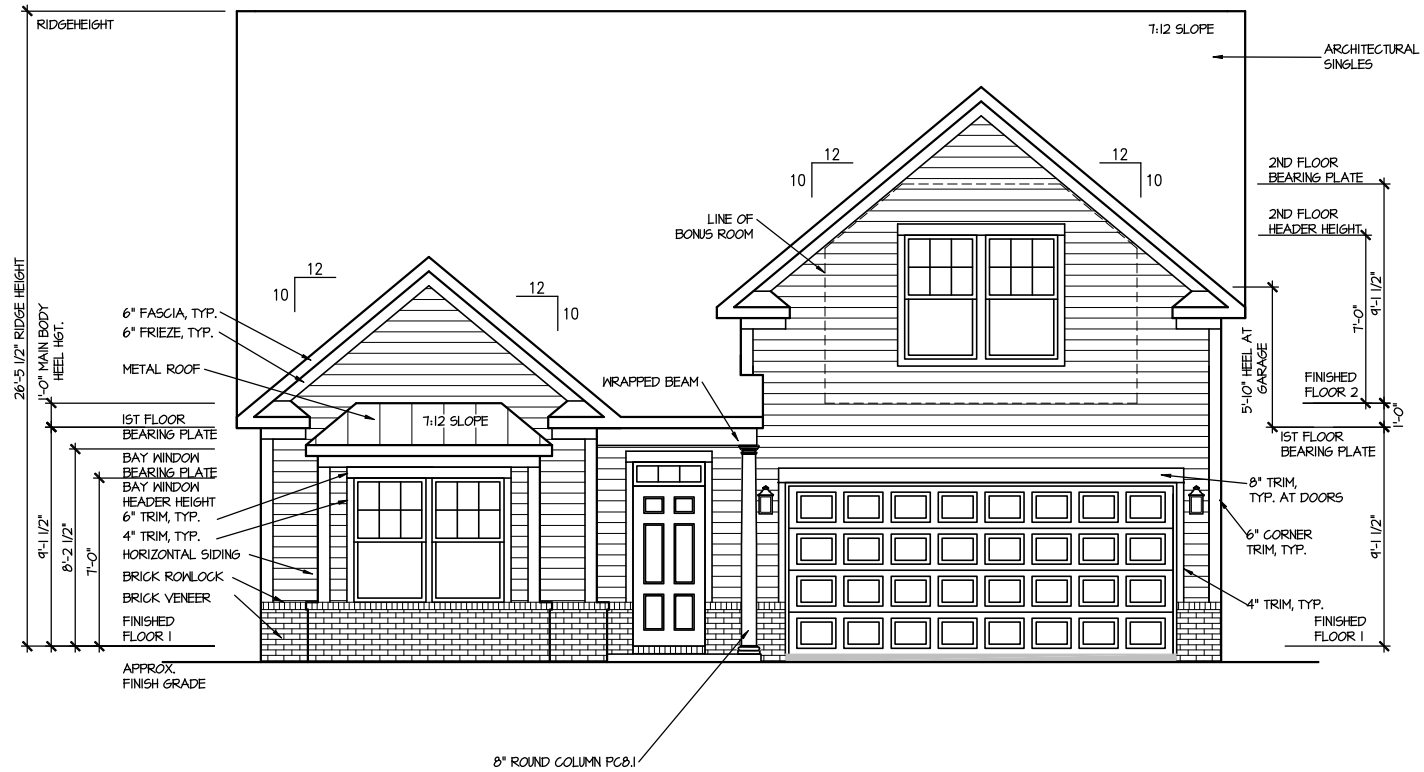 RIDGEHEIGHT
7:12 SLOPE
ARCHITECTURAL
SINGLES
26'-5 1/2" RIDGE HEIGHT
1'-0" MAIN BODY
HEEL HGT.
12
10
12
10
6" FASCIA, TYP.
6" FRIEZE, TYP.
METAL ROOF
7:12 SLOPE
1ST FLOOR
BEARING PLATE
BAY WINDOW
BEARING PLATE
BAY WINDOW
HEADER HEIGHT
6" TRIM, TYP.
4" TRIM, TYP.
HORIZONTAL SIDING
BRICK ROWLOCK
BRICK VENEER
FINISHED
FLOOR 1
APPROX.
FINISH GRADE
9'-1 1/2"
8'-2 1/2"
7'-0"
12
10
12
10
LINE OF
BONUS ROOM
WRAPPED BEAM
8" ROUND COLUMN PC8.1
2ND FLOOR
BEARING PLATE
2ND FLOOR
HEADER HEIGHT
7'-0"
9'-1 1/2"
5'-10" HEEL AT
GARAGE
FINISHED
FLOOR 2
1'-0"
1ST FLOOR
BEARING PLATE
8" TRIM,
TYP. AT DOORS
6" CORNER
TRIM, TYP.
9'-1 1/2"
4" TRIM, TYP.
FINISHED
FLOOR 1